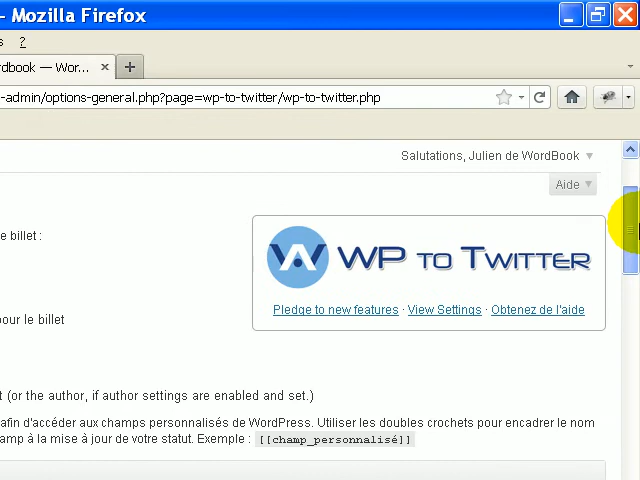 - Mozilla Firefox
s ?
rdbook — Wor... × +
-admin/options-general.php?page=wp-to-twitter/wp-to-twitter.php
Salutations, Julien de WordBook
Aide
e billet :
WP to Twitter
Pledge to new features · View Settings · Obtenez de l'aide
pour le billet
t (or the author, if author settings are enabled and set.)
afin d'accéder aux champs personnalisés de WordPress. Utiliser les doubles crochets pour encadrer le nom
amp à la mise à jour de votre statut. Exemple : [[champ_personnalisé]]